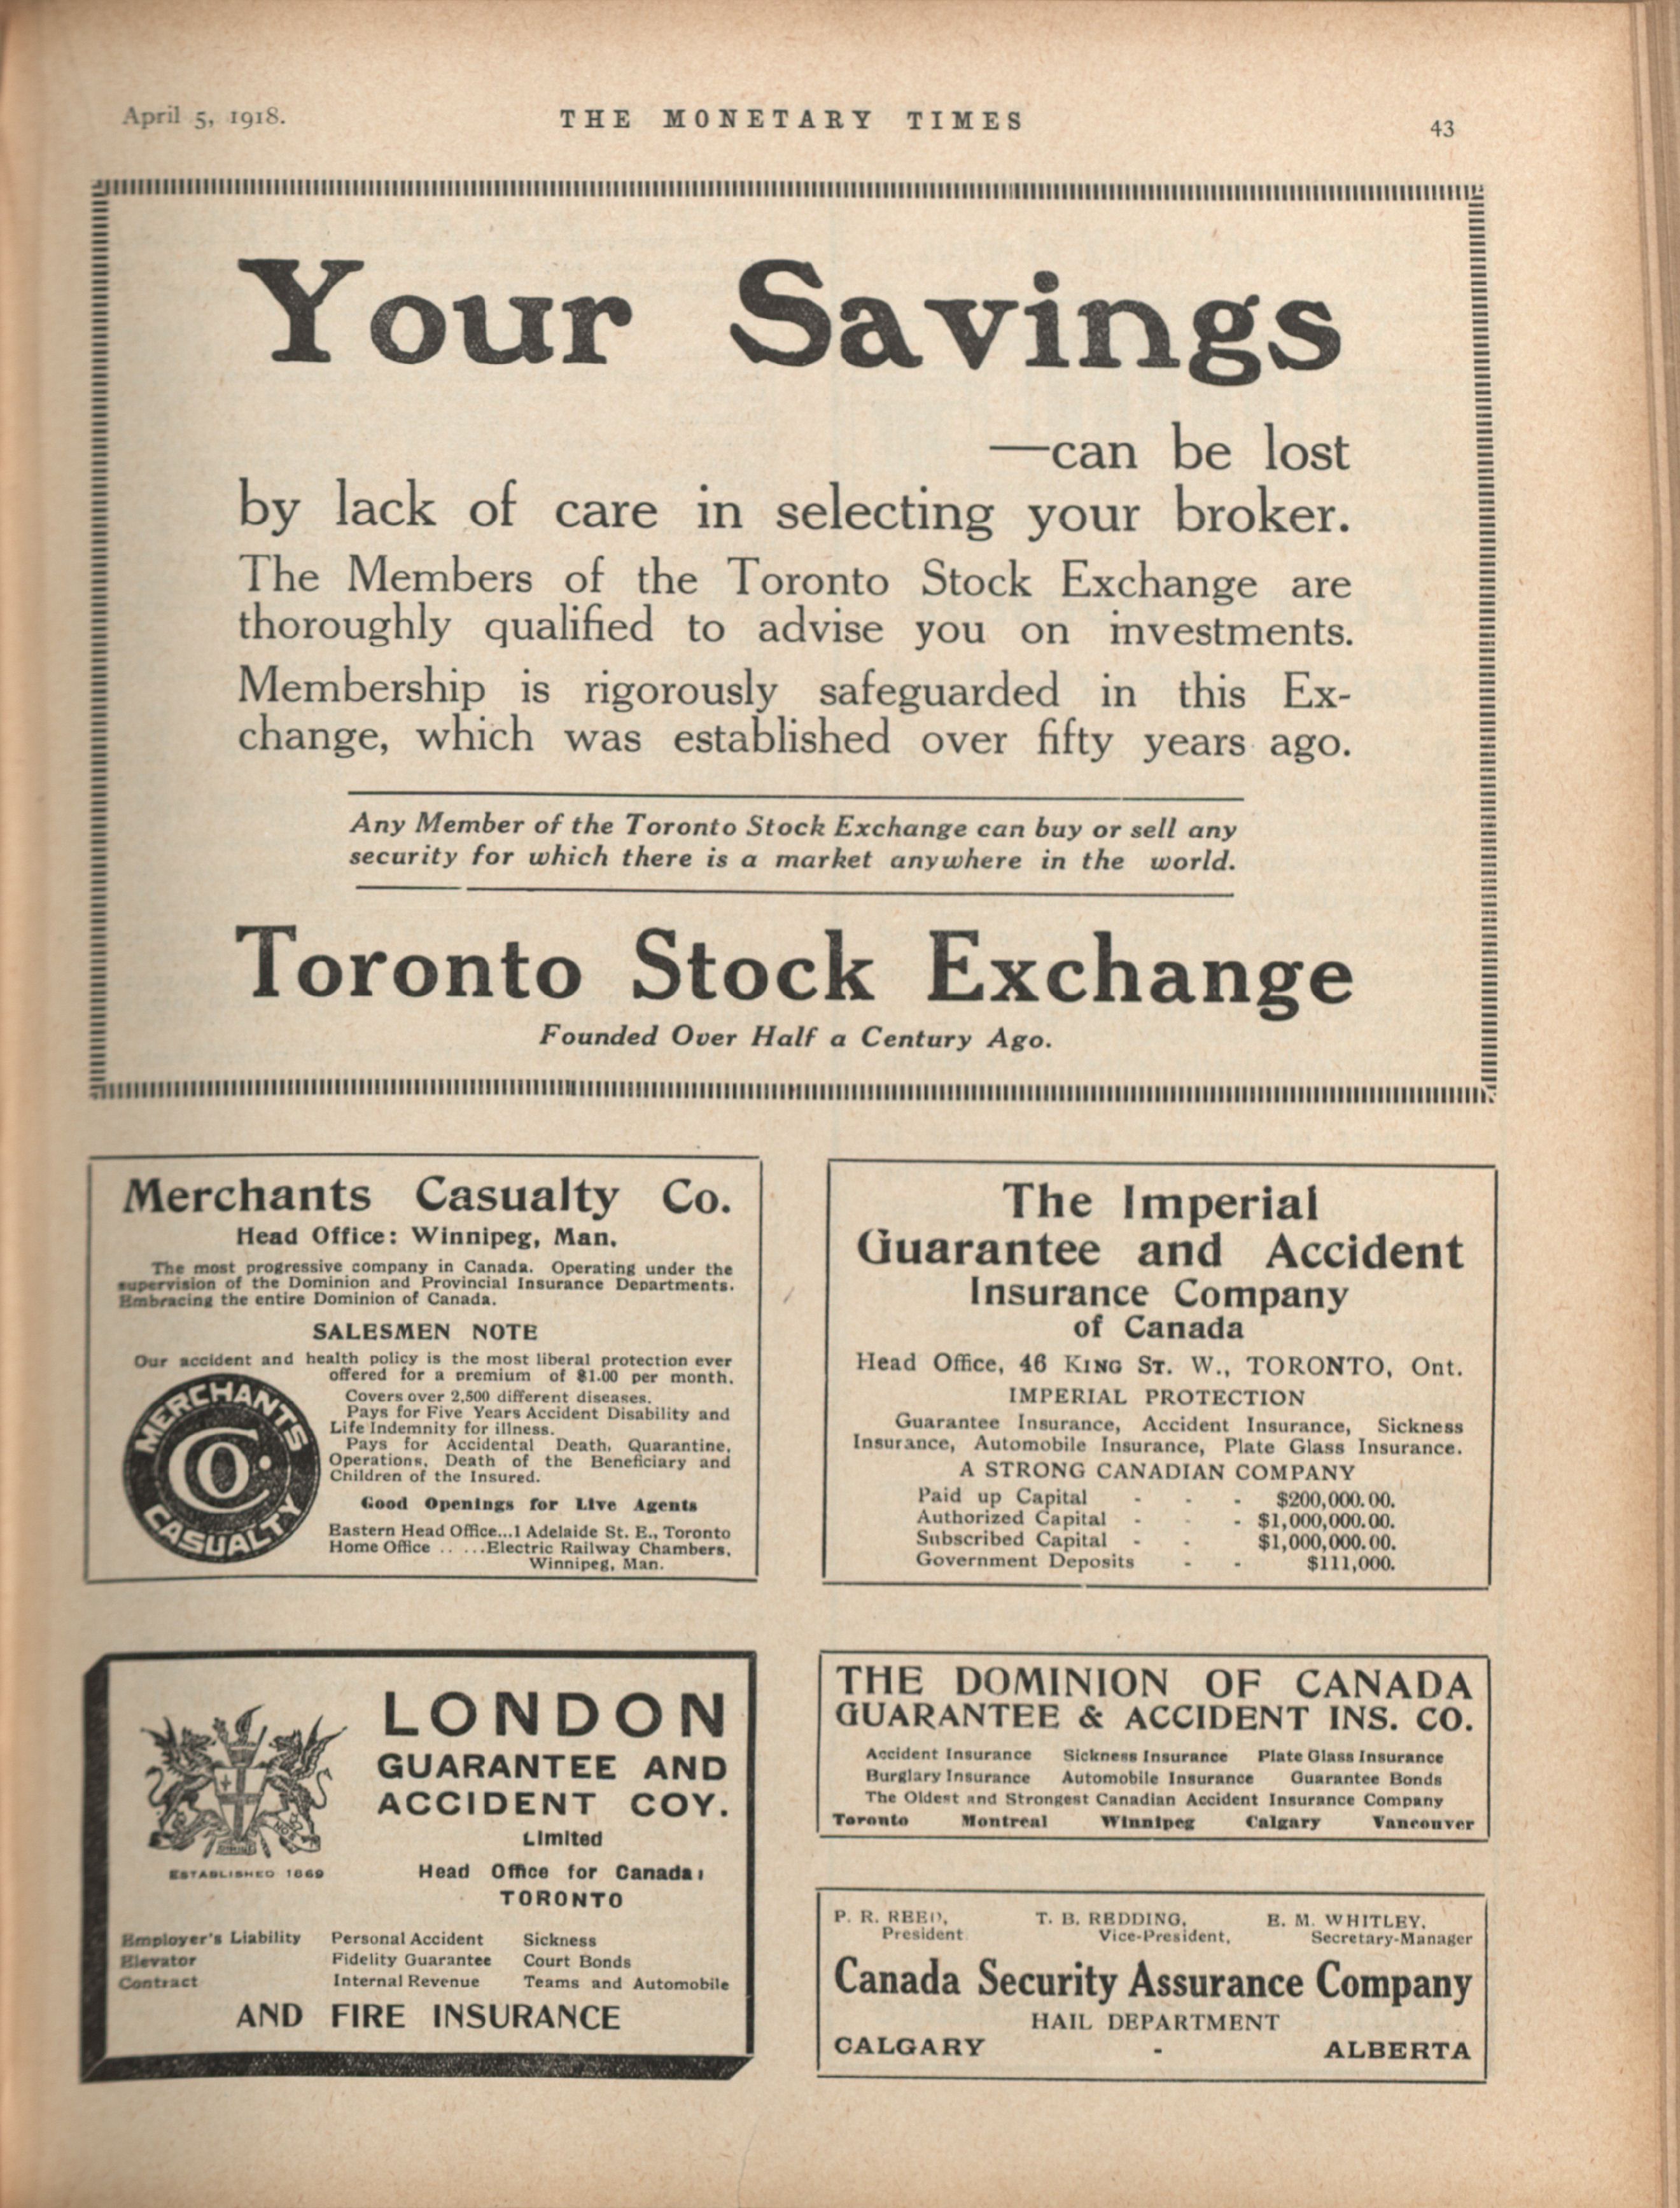 April 5, 1918.
THE MONETARY TIMES
43
Your Savings
—can be lost
by lack of care in selecting your broker.
The Members of the Toronto Stock Exchange are
thoroughly qualified to advise you on investments.
Membership is rigorously safeguarded in this Ex-
change, which was established over fifty years ago.
Any Member of the Toronto Stock Exchange can buy or sell any
security for which there is a market anywhere in the world.
Toronto Stock Exchange
Founded Over Half a Century Ago.
Merchants Casualty Co.
Head Office: Winnipeg, Man.
The most progressive company in Canada. Operating under the
supervision of the Dominion and Provincial Insurance Departments.
Embracing the entire Dominion of Canada.
SALESMEN NOTE
Our accident and health policy is the most liberal protection ever
offered for a premium of $1.00 per month.
Covers over 2,500 different diseases.
Pays for Five Years Accident Disability and
Life Indemnity for illness.
Pays for Accidental Death, Quarantine,
Operations, Death of the Beneficiary and
Children of the Insured.
Good Openings for Live Agents
Eastern Head Office...1 Adelaide St. E., Toronto
Home Office .. ...Electric Railway Chambers,
Winnipeg, Man.
MERCHANTS
CO.
CASUALTY
The Imperial
Guarantee and Accident
Insurance Company
of Canada
Head Office, 46 KING ST. W., TORONTO, Ont.
IMPERIAL PROTECTION
Guarantee Insurance, Accident Insurance, Sickness
Insurance, Automobile Insurance, Plate Glass Insurance.
A STRONG CANADIAN COMPANY
Paid up Capital - - - $200,000.00.
Authorized Capital - - - $1,000,000.00.
Subscribed Capital - - $1,000,000.00.
Government Deposits - - $111,000.
LONDON
GUARANTEE AND
ACCIDENT COY.
Limited
ESTABLISHED 1869
Head Office for Canada:
TORONTO
Employer's Liability Personal Accident Sickness
Elevator Fidelity Guarantee Court Bonds
Contract Internal Revenue Teams and Automobile
AND FIRE INSURANCE
THE DOMINION OF CANADA
GUARANTEE & ACCIDENT INS. CO.
Accident Insurance Sickness Insurance Plate Glass Insurance
Burglary Insurance Automobile Insurance Guarantee Bonds
The Oldest and Strongest Canadian Accident Insurance Company
Toronto Montreal Winnipeg Calgary Vancouver
P. R. REED, T. B. REDDING, E. M. WHITLEY,
President Vice-President, Secretary-Manager
Canada Security Assurance Company
HAIL DEPARTMENT
CALGARY - ALBERTA